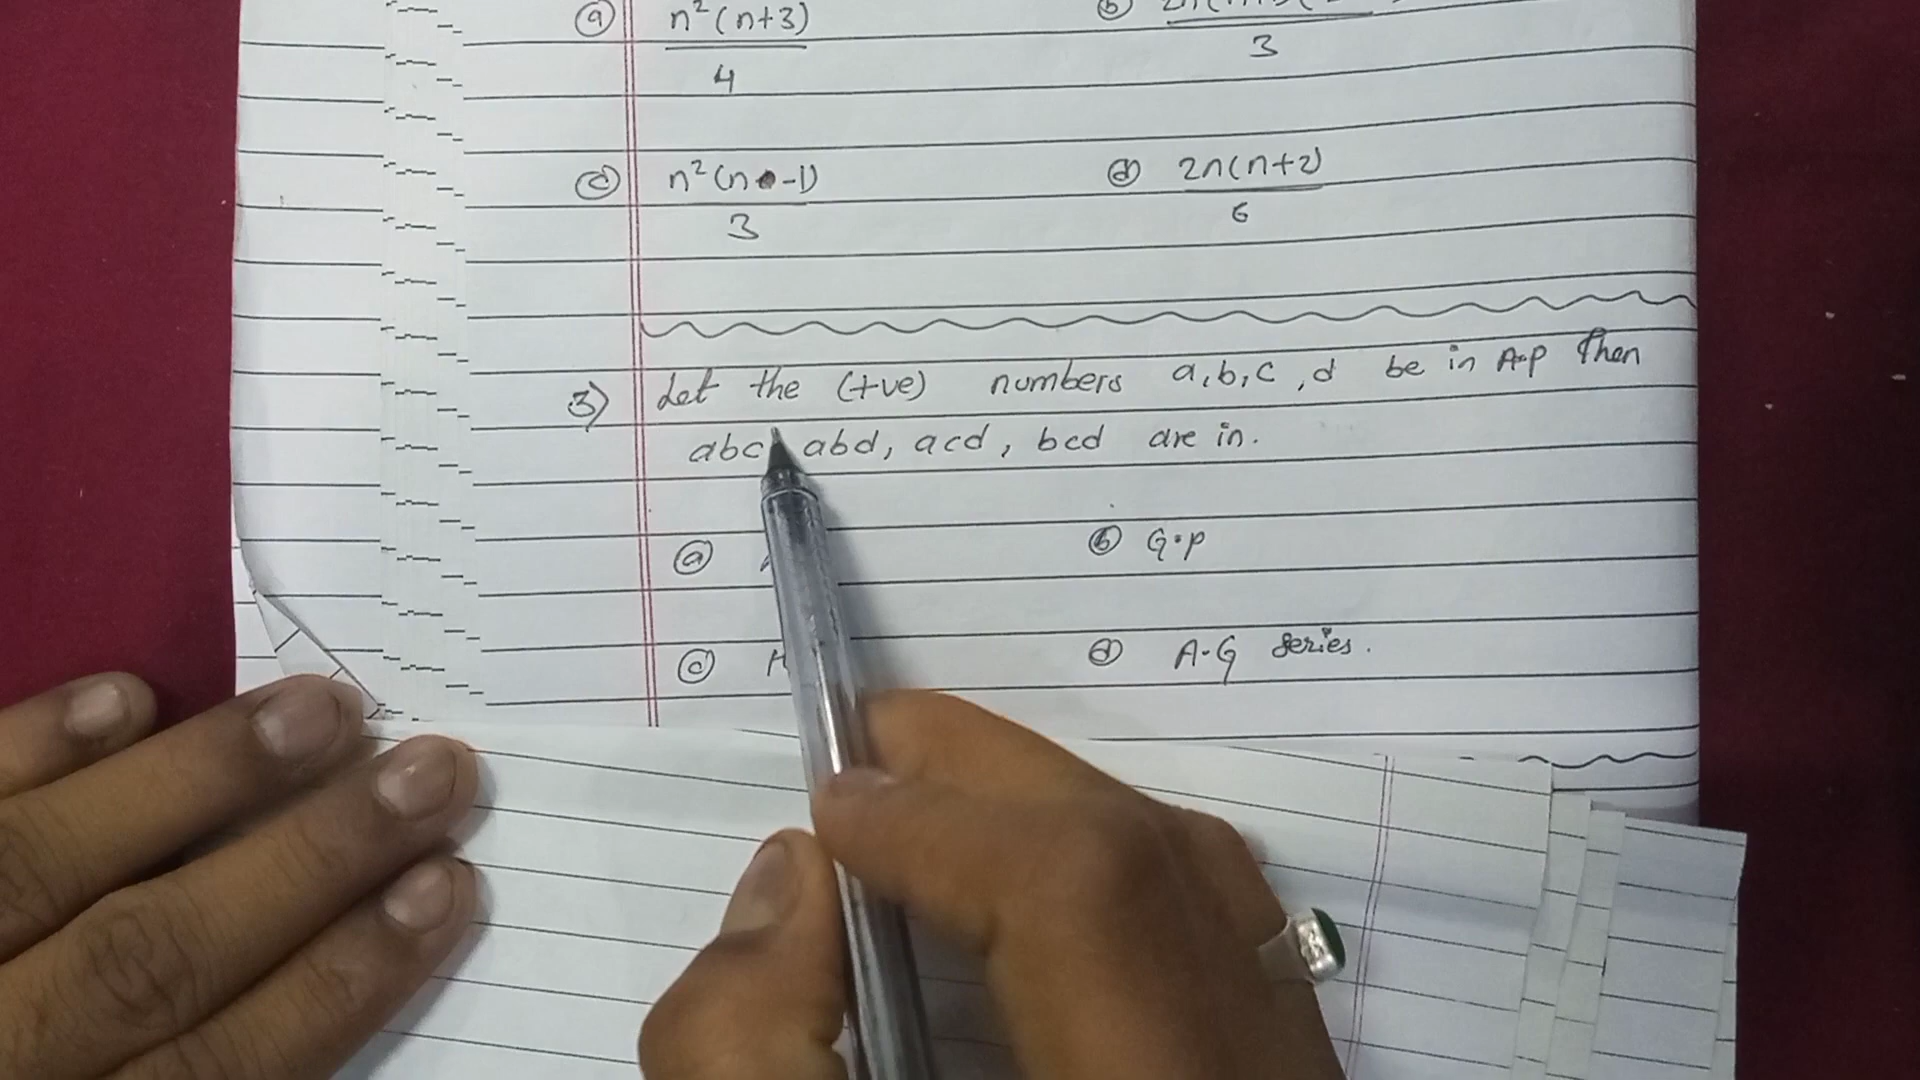 ⓐ n²(n+3)/4 ⓑ /3
ⓒ n²(n-1)/3 ⓓ 2n(n+2)/6
3) Let the (+ve) numbers a,b,c,d be in A.P then
abc, abd, acd, bcd are in.
ⓐ ⓑ G.P
ⓒ ⓓ A.G series.